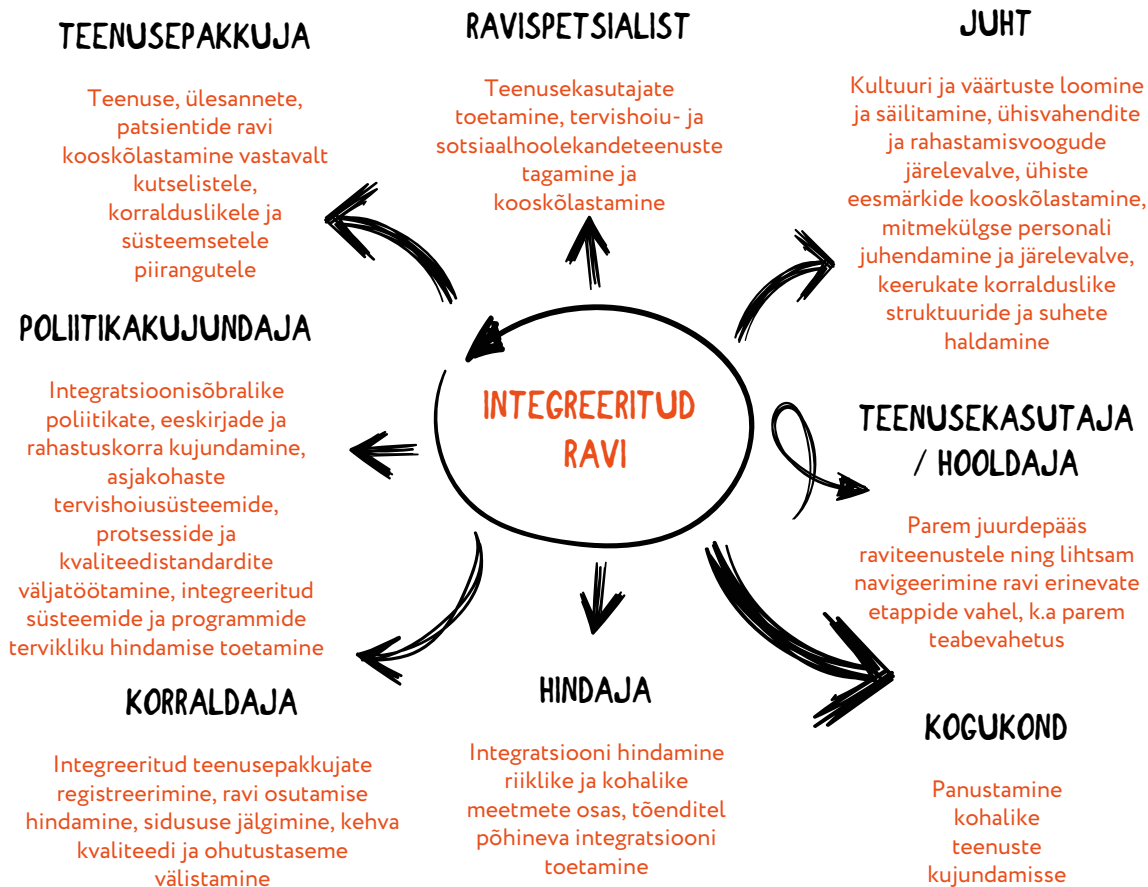 TEENUSEPAKKUJA
Teenuse, ülesannete,
patsientide ravi
kooskõlastamine vastavalt
kutselistele,
korralduslikele ja
süsteemsetele
piirangutele
RAVISPETSIALIST
Teenusekasutajate
toetamine, tervishoiu- ja
sotsiaalhoolekandeteenuste
tagamine ja
kooskõlastamine
JUHT
Kultuuri ja väärtuste loomine
ja säilitamine, ühisvahendite
ja rahastamisvoogude
järelevalve, ühiste
eesmärkide kooskõlastamine,
mitmekülgse personali
juhendamine ja järelevalve,
keerukate korralduslike
struktuuride ja suhete
haldamine
POLIITIKAKUJUNDAJA
Integratsioonisõbralike
poliitikate, eeskirjade ja
rahastuskorra kujundamine,
asjakohaste
tervishoiusüsteemide,
protsesside ja
kvaliteedistandardite
väljatöötamine, integreeritud
süsteemide ja programmide
tervikliku hindamise toetamine
INTEGREERITUD
RAVI
TEENUSEKASUTAJA
/ HOOLDAJA
Parem juurdepääs
raviteenustele ning lihtsam
navigeerimine ravi erinevate
etappide vahel, k.a parem
teabevahetus
KORRALDAJA
Integreeritud teenusepakkujate
registreerimine, ravi osutamise
hindamine, sidususe jälgimine, kehva
kvaliteedi ja ohutustaseme
välistamine
HINDAJA
Integratsiooni hindamine
riiklike ja kohalike
meetmete osas, tõenditel
põhineva integratsiooni
toetamine
KOGUKOND
Panustamine
kohalike
teenuste
kujundamisse